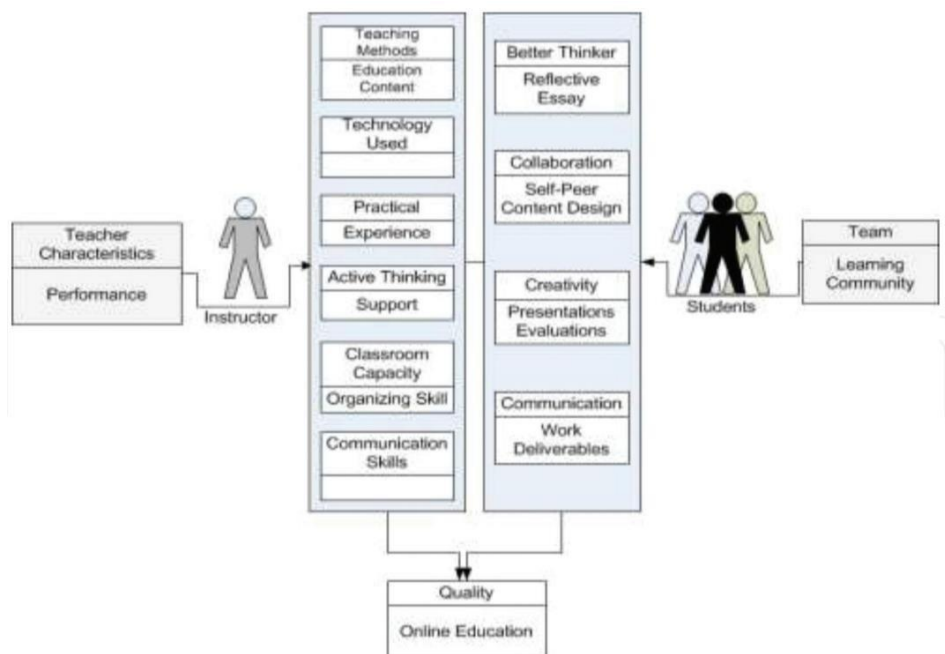 Teacher
Characteristics
Performance
Instructor
Teaching
Methods
Education
Content
Technology
Used
Practical
Experience
Active Thinking
Support
Classroom
Capacity
Organizing Skill
Communication
Skills
Better Thinker
Reflective
Essay
Collaboration
Self-Peer
Content Design
Creativity
Presentations
Evaluations
Communication
Work
Deliverables
Students
Team
Learning
Community
Quality
Online Education